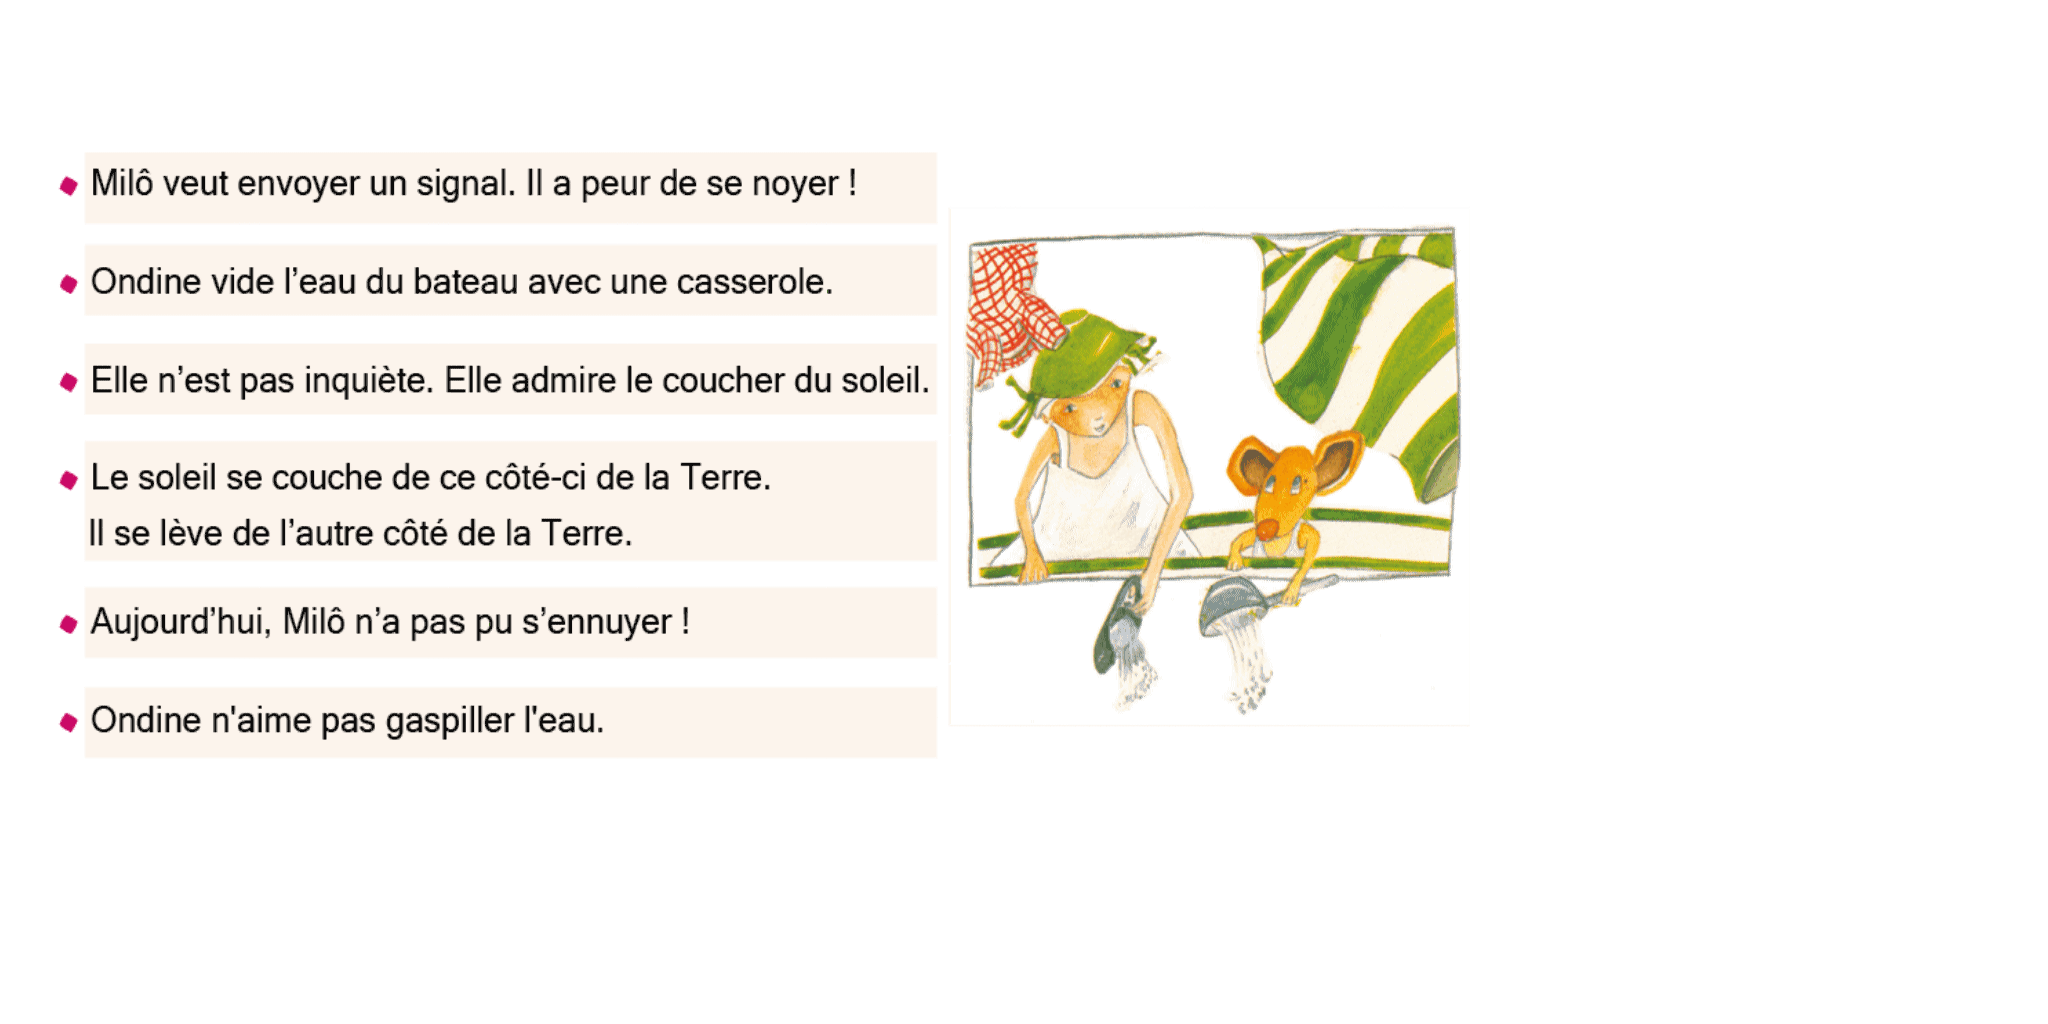 Milô veut envoyer un signal. Il a peur de se noyer !
Ondine vide l’eau du bateau avec une casserole.
Elle n’est pas inquiète. Elle admire le coucher du soleil.
Le soleil se couche de ce côté-ci de la Terre.
Il se lève de l’autre côté de la Terre.
Aujourd’hui, Milô n’a pas pu s’ennuyer !
Ondine n'aime pas gaspiller l'eau.